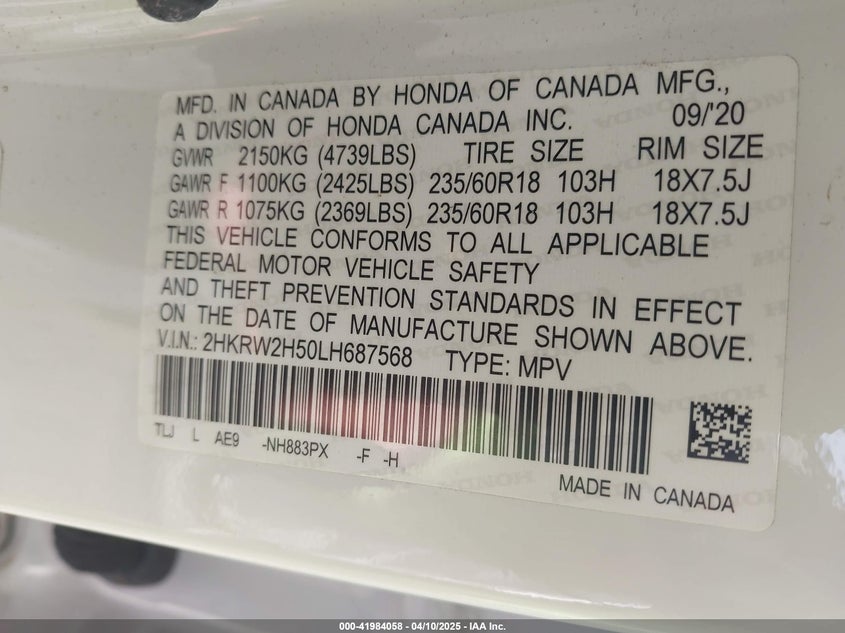 MFD. IN CANADA BY HONDA OF CANADA MFG.,
A DIVISION OF HONDA CANADA INC. 09/'20
GVWR 2150KG (4739LBS) TIRE SIZE RIM SIZE
GAWR F 1100KG (2425LBS) 235/60R18 103H 18X7.5J
GAWR R 1075KG (2369LBS) 235/60R18 103H 18X7.5J
THIS VEHICLE CONFORMS TO ALL APPLICABLE
FEDERAL MOTOR VEHICLE SAFETY
AND THEFT PREVENTION STANDARDS IN EFFECT
ON THE DATE OF MANUFACTURE SHOWN ABOVE.
V.I.N.: 2HKRW2H50LH687568 TYPE: MPV
TLJ L AE9 -NH883PX -F -H
MADE IN CANADA
000-41984058 - 04/10/2025 - IAA Inc.